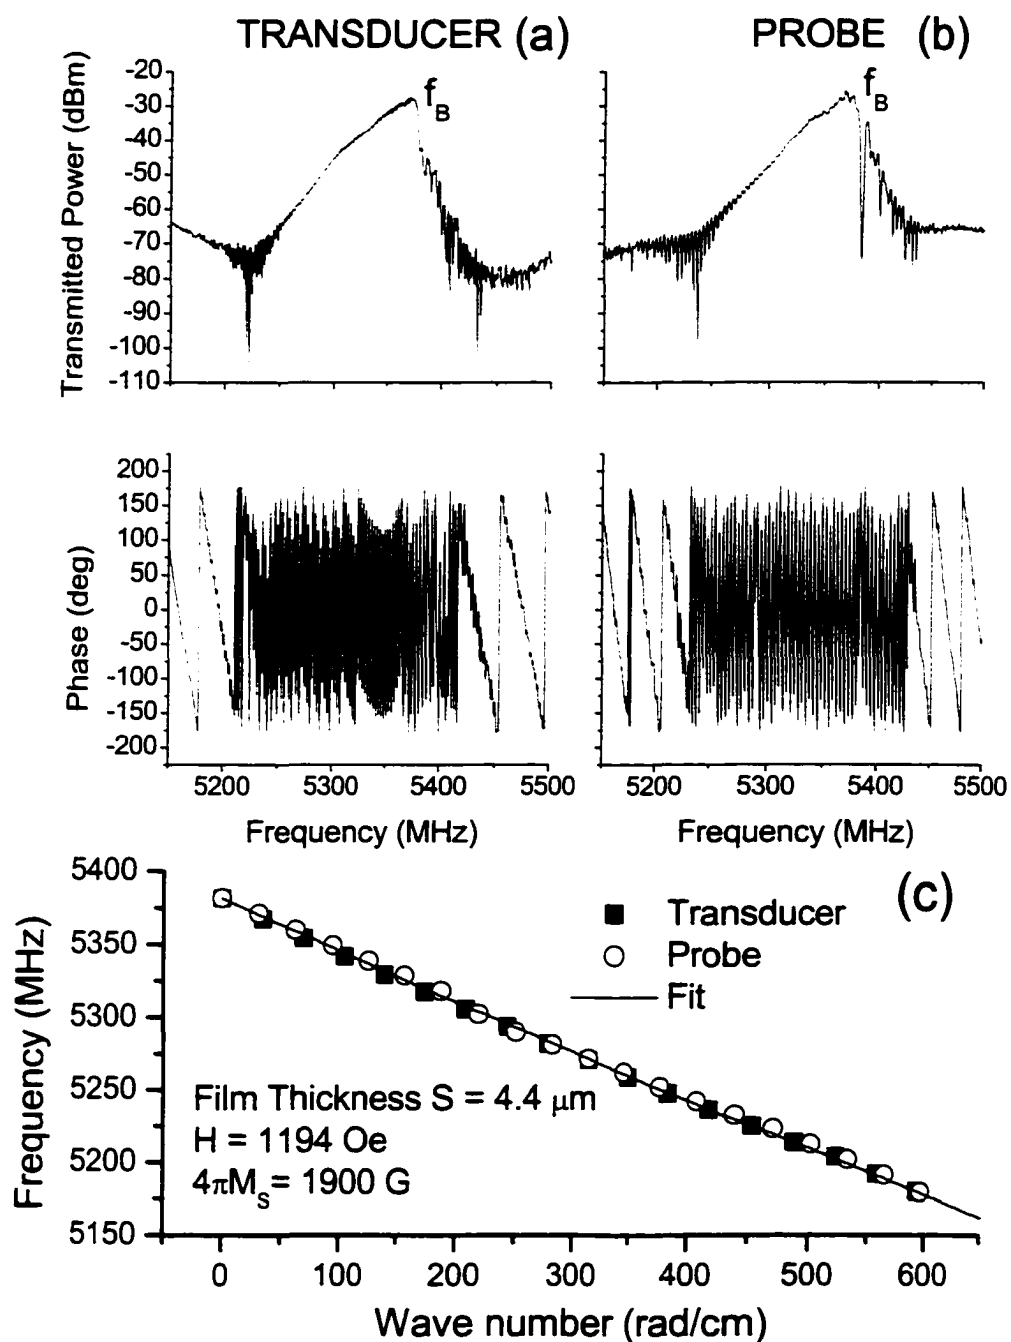 TRANSDUCER (a)
PROBE (b)
Transmitted Power (dBm)
-20
-30
-40
-50
-60
-70
-80
-90
-100
-110
f_B
f_B
Phase (deg)
200
150
100
50
0
-50
-100
-150
-200
5200 5300 5400 5500
5200 5300 5400 5500
Frequency (MHz)
Frequency (MHz)
(c)
Frequency (MHz)
5400
5350
5300
5250
5200
5150
Transducer
Probe
Fit
Film Thickness S = 4.4 μm
H = 1194 Oe
4πM_S = 1900 G
0 100 200 300 400 500 600
Wave number (rad/cm)